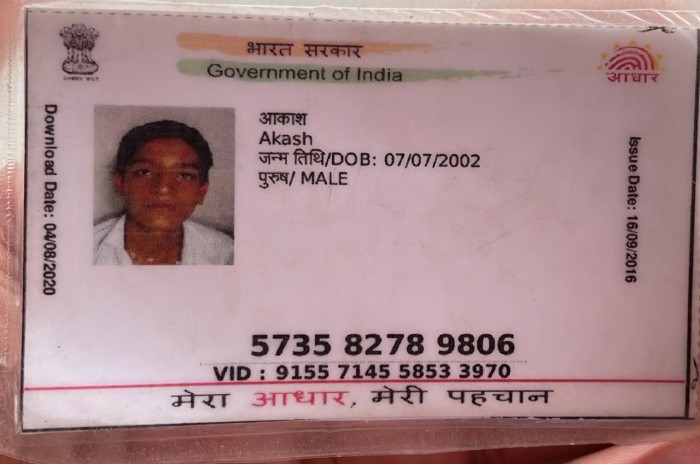 भारत सरकार
Government of India
आधार
Download Date: 04/08/2020
आकाश
Akash
जन्म तिथि/DOB: 07/07/2002
पुरुष/ MALE
Issue Date: 16/09/2016
5735 8278 9806
VID : 9155 7145 5853 3970
मेरा आधार, मेरी पहचान